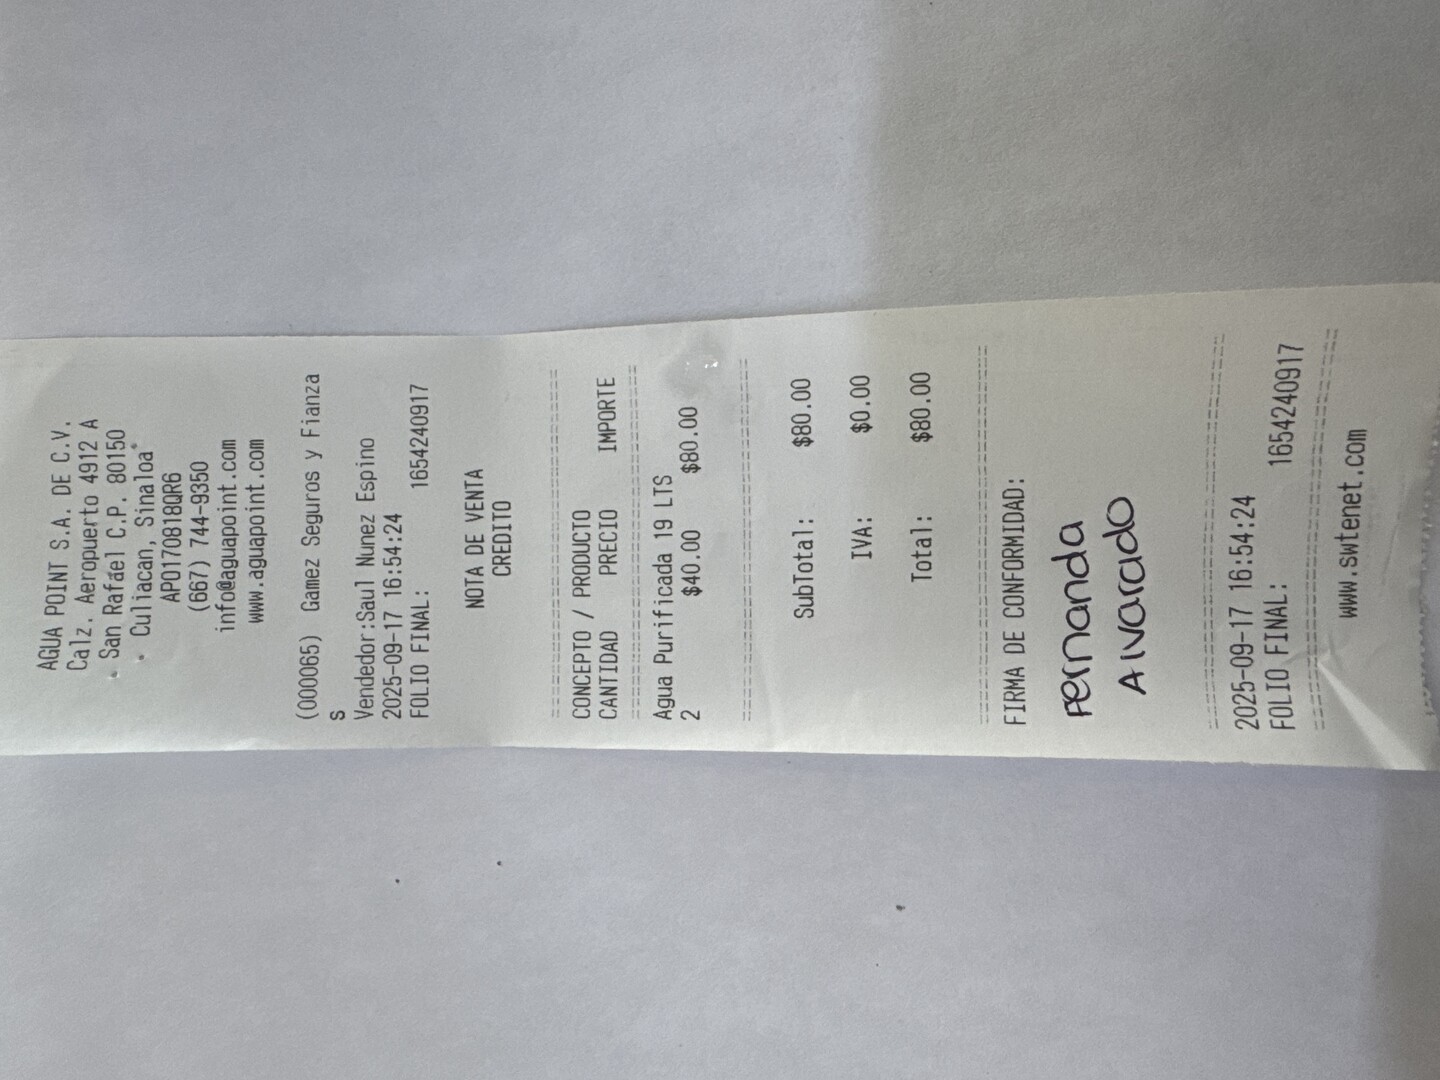 AGUA POINT S.A. DE C.V.
Calz. Aeropuerto 4912 A
San Rafael C.P. 80150
Culiacan, Sinaloa
APO170818QR6
(667) 744-9350
info@aguapoint.com
www.aguapoint.com
(000065) Gamez Seguros y Fianza
s
Vendedor:Saul Nunez Espino
2025-09-17 16:54:24
FOLIO FINAL: 1654240917
NOTA DE VENTA
CREDITO
CONCEPTO / PRODUCTO
CANTIDAD PRECIO IMPORTE
Agua Purificada 19 LTS
2 $40.00 $80.00
SubTotal: $80.00
IVA: $0.00
Total: $80.00
FIRMA DE CONFORMIDAD:
Fernanda
Alvarado
2025-09-17 16:54:24
FOLIO FINAL: 1654240917
www.swtenet.com